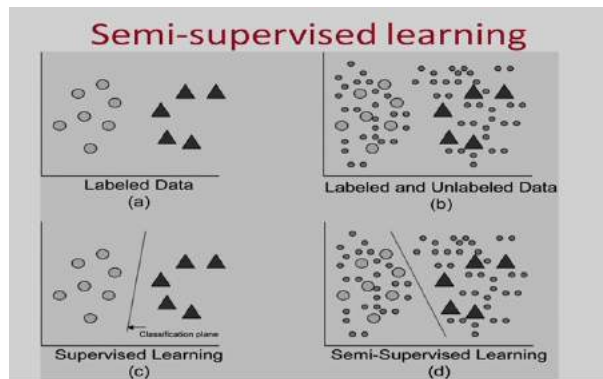 Semi-supervised learning
Labeled Data
(a)
Labeled and Unlabeled Data
(b)
Classification plane
Supervised Learning
(c)
Semi-Supervised Learning
(d)